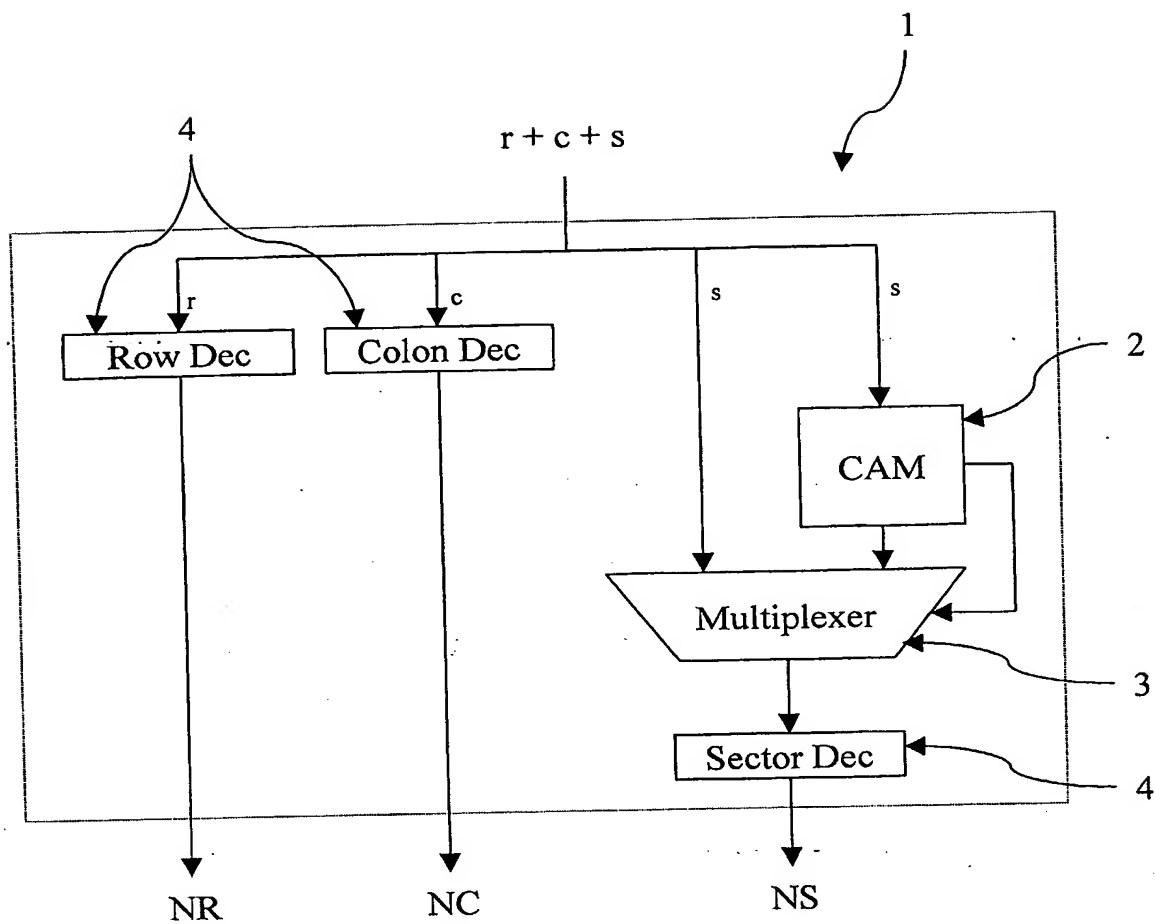 1
4
r + c + s
r
c
s
s
Row Dec
Colon Dec
2
CAM
Multiplexer
3
Sector Dec
4
NR
NC
NS